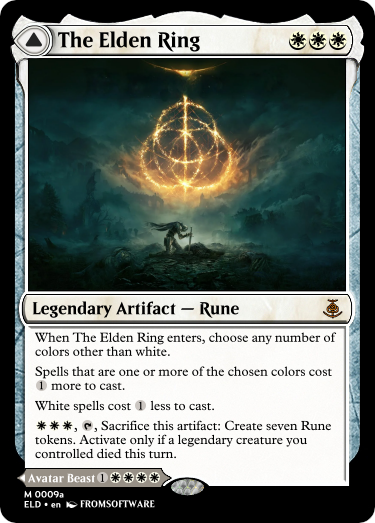 The Elden Ring
Legendary Artifact — Rune
When The Elden Ring enters, choose any number of
colors other than white.
Spells that are one or more of the chosen colors cost
1 more to cast.
White spells cost 1 less to cast.
, , Sacrifice this artifact: Create seven Rune
tokens. Activate only if a legendary creature you
controlled died this turn.
Avatar Beast 1
M 0009a
ELD • en FROMSOFTWARE